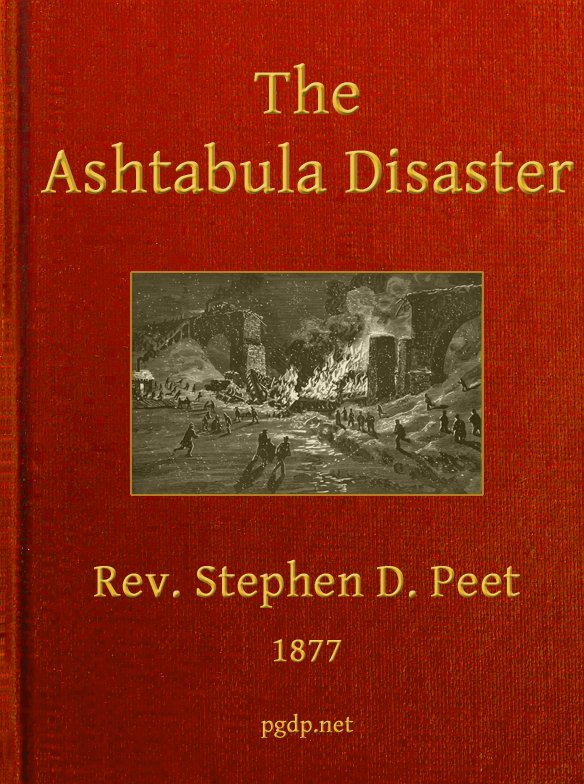 The
Ashtabula Disaster
Rev. Stephen D. Peet
1877
pgdp.net